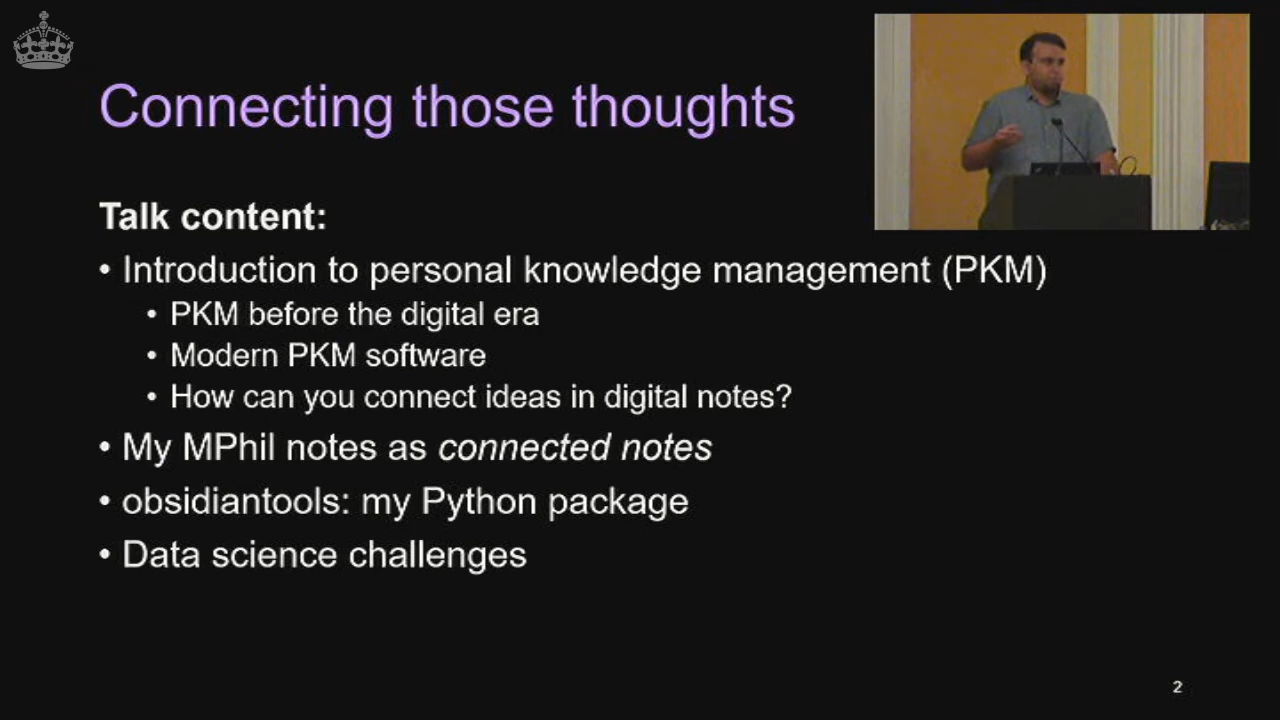 Connecting those thoughts
Talk content:
• Introduction to personal knowledge management (PKM)
• PKM before the digital era
• Modern PKM software
• How can you connect ideas in digital notes?
• My MPhil notes as connected notes
• obsidiantools: my Python package
• Data science challenges
2